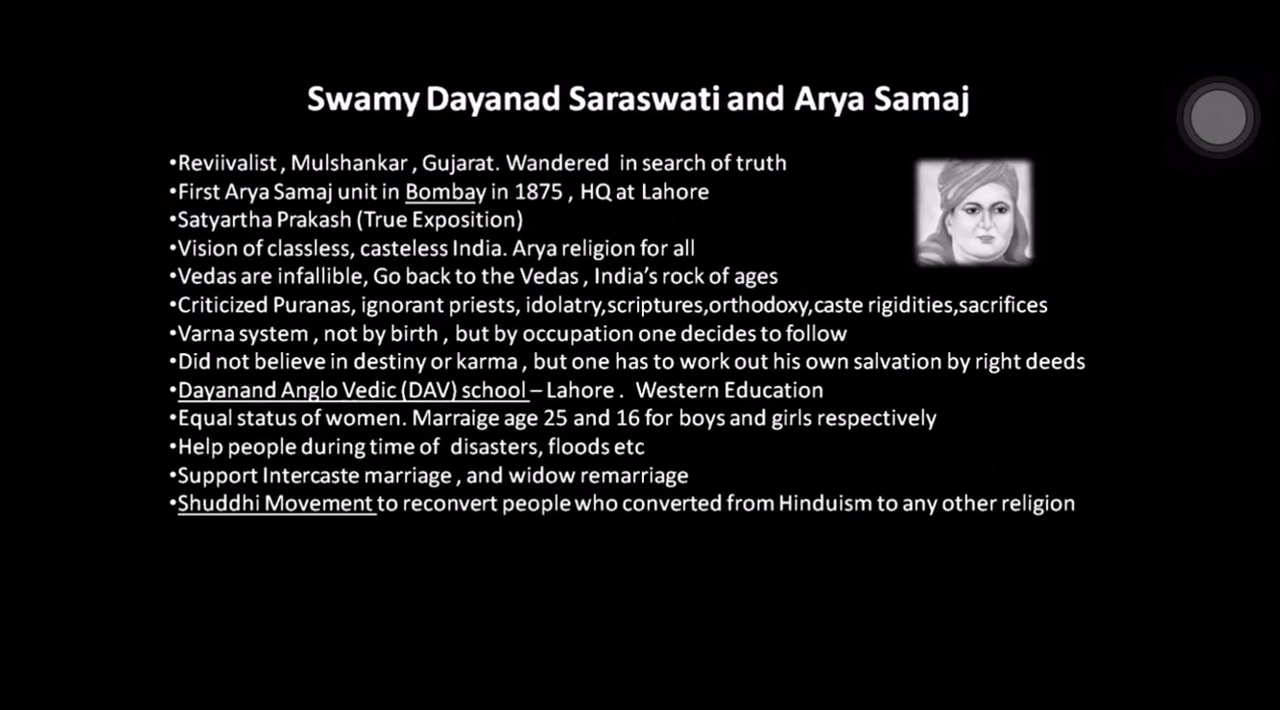 Swamy Dayanad Saraswati and Arya Samaj
•Reviivalist , Mulshankar , Gujarat. Wandered in search of truth
•First Arya Samaj unit in Bombay in 1875 , HQ at Lahore
•Satyartha Prakash (True Exposition)
•Vision of classless, casteless India. Arya religion for all
•Vedas are infallible, Go back to the Vedas , India's rock of ages
•Criticized Puranas, ignorant priests, idolatry,scriptures,orthodoxy,caste rigidities,sacrifices
•Varna system , not by birth , but by occupation one decides to follow
•Did not believe in destiny or karma , but one has to work out his own salvation by right deeds
•Dayanand Anglo Vedic (DAV) school – Lahore . Western Education
•Equal status of women. Marraige age 25 and 16 for boys and girls respectively
•Help people during time of disasters, floods etc
•Support Intercaste marriage , and widow remarriage
•Shuddhi Movement to reconvert people who converted from Hinduism to any other religion